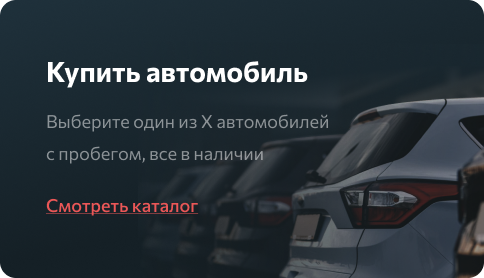 Купить автомобиль
Выберите один из X автомобилей
с пробегом, все в наличии
Смотреть каталог